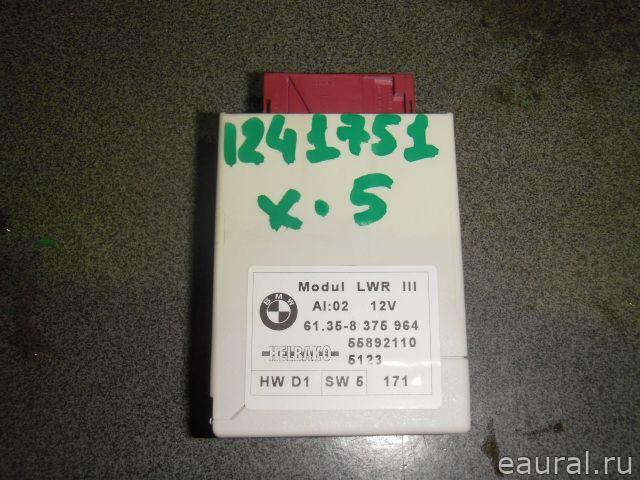 1241751
x.5
Modul LWR III
BMW
AI:02 12V
61.35-8 375 964
55892110
HELBAKO
5123
HW D1 SW 5 171
eaural.ru